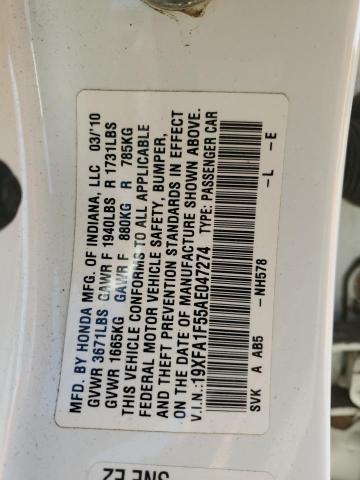 MFD. BY HONDA MFG. OF INDIANA, LLC 03/'10
GVWR 3671LBS GAWR F 1940LBS R 1731LBS
GVWR 1665KG GAWR F 880KG R 785KG
THIS VEHICLE CONFORMS TO ALL APPLICABLE
FEDERAL MOTOR VEHICLE SAFETY, BUMPER,
AND THEFT PREVENTION STANDARDS IN EFFECT
ON THE DATE OF MANUFACTURE SHOWN ABOVE.
V.I.N.:19XFA1F55AE047274 TYPE: PASSENGER CAR
SVK A AB5 -NH578 -L -E